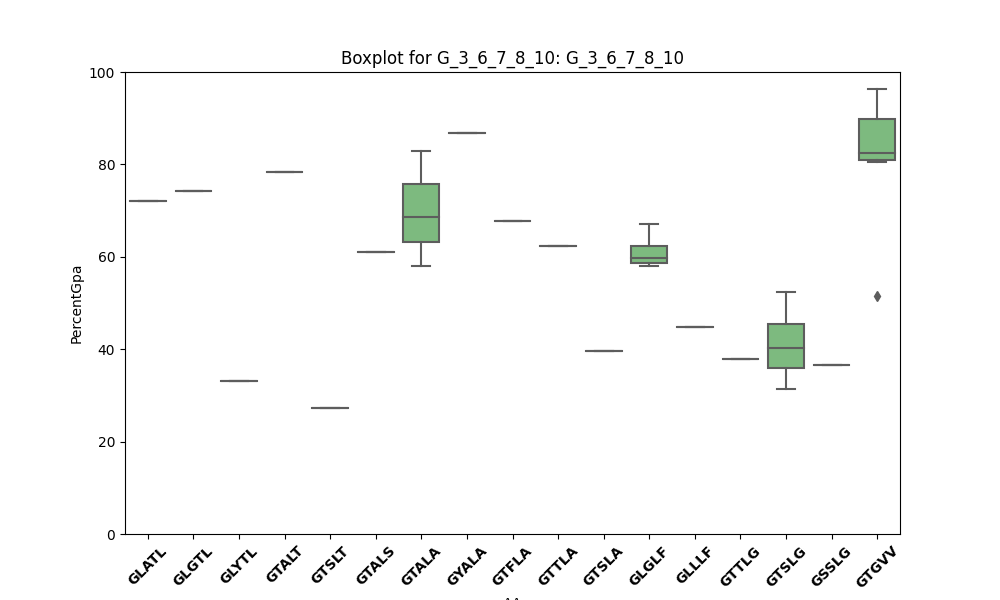 Boxplot for G_3_6_7_8_10: G_3_6_7_8_10
100
80
60
40
20
0
PercentGpa
GLATL
GLGTL
GLYTL
GTALT
GTSLT
GTALS
GTALA
GYALA
GTFLA
GTTLA
GTSLA
GLGLF
GLLLF
GTTLG
GTSLG
GSSLG
GTGVV